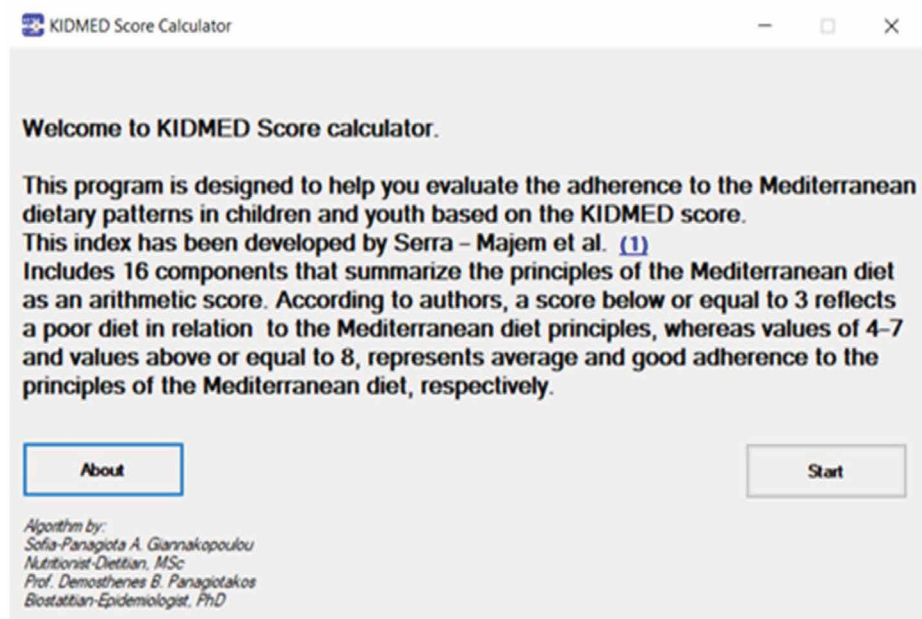 KIDMED Score Calculator
Welcome to KIDMED Score calculator.
This program is designed to help you evaluate the adherence to the Mediterranean
dietary patterns in children and youth based on the KIDMED score.
This index has been developed by Serra – Majem et al. (1)
Includes 16 components that summarize the principles of the Mediterranean diet
as an arithmetic score. According to authors, a score below or equal to 3 reflects
a poor diet in relation  to the Mediterranean diet principles, whereas values of 4–7
and values above or equal to 8, represents average and good adherence to the
principles of the Mediterranean diet, respectively.
About
Start
Algorithm by:
Sofia-Panagiota A. Giannakopoulou
Nutritionist-Dietitian, MSc
Prof. Demosthenes B. Panagiotakos
Biostatitian-Epidemiologist, PhD